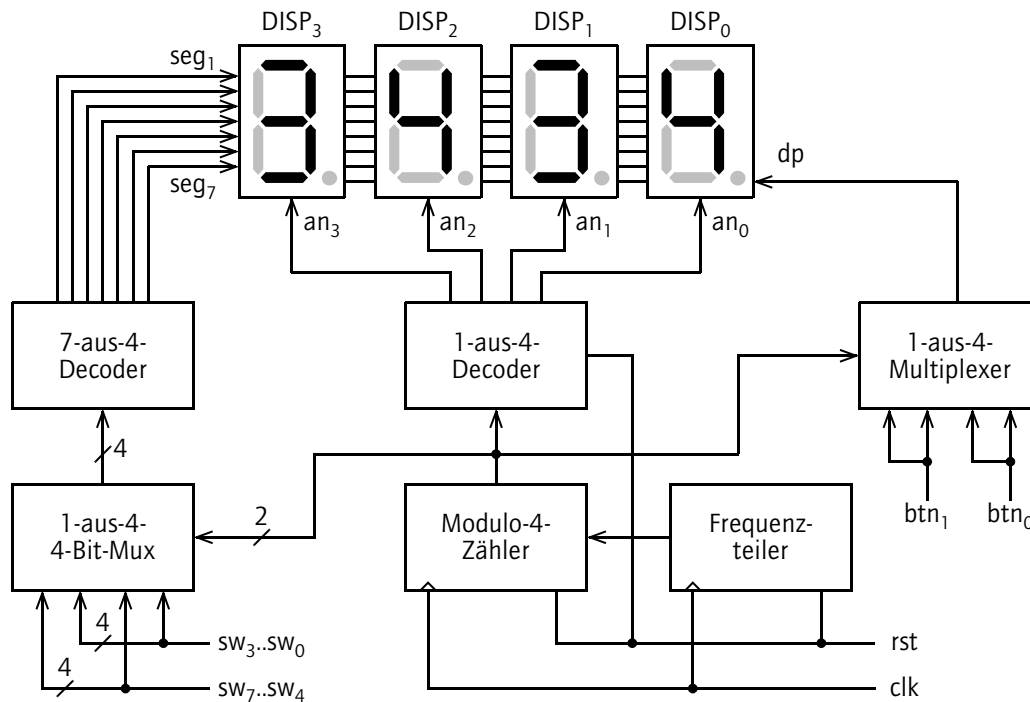 DISP₃ DISP₂ DISP₁ DISP₀
seg₁
dp
seg₇
an₃ an₂ an₁ an₀
7-aus-4-
Decoder
1-aus-4-
Decoder
1-aus-4-
Multiplexer
4
1-aus-4-
4-Bit-Mux
2
Modulo-4-
Zähler
Frequenz-
teiler
btn₁ btn₀
4
sw₃..sw₀
rst
4
sw₇..sw₄
clk